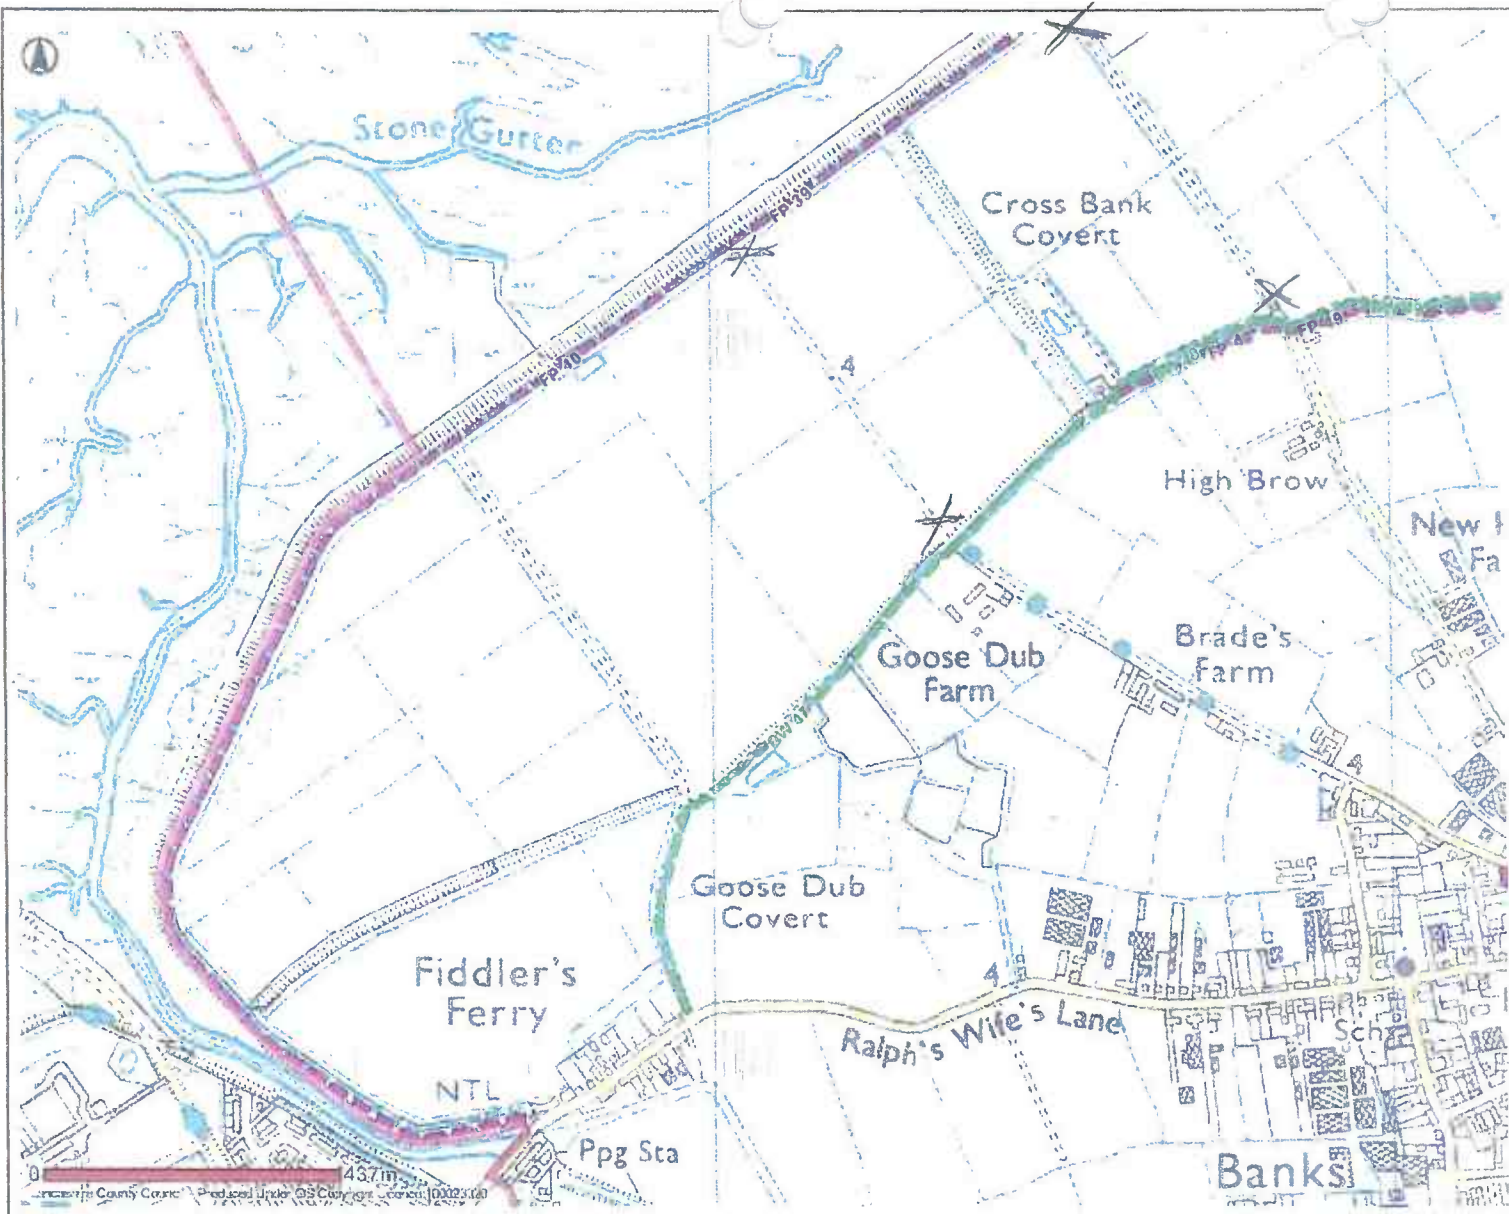 Stone Gutter
Cross Bank
Covert
FP 39
FP 40
4
FP 49
High Brow
New
Fa
Goose Dub
Farm
Brade's
Farm
BW 47
4
Goose Dub
Covert
Fiddler's
Ferry
4
Ralph's Wife's Lane
Sch
NTL
Ppg Sta
Banks
0 437m